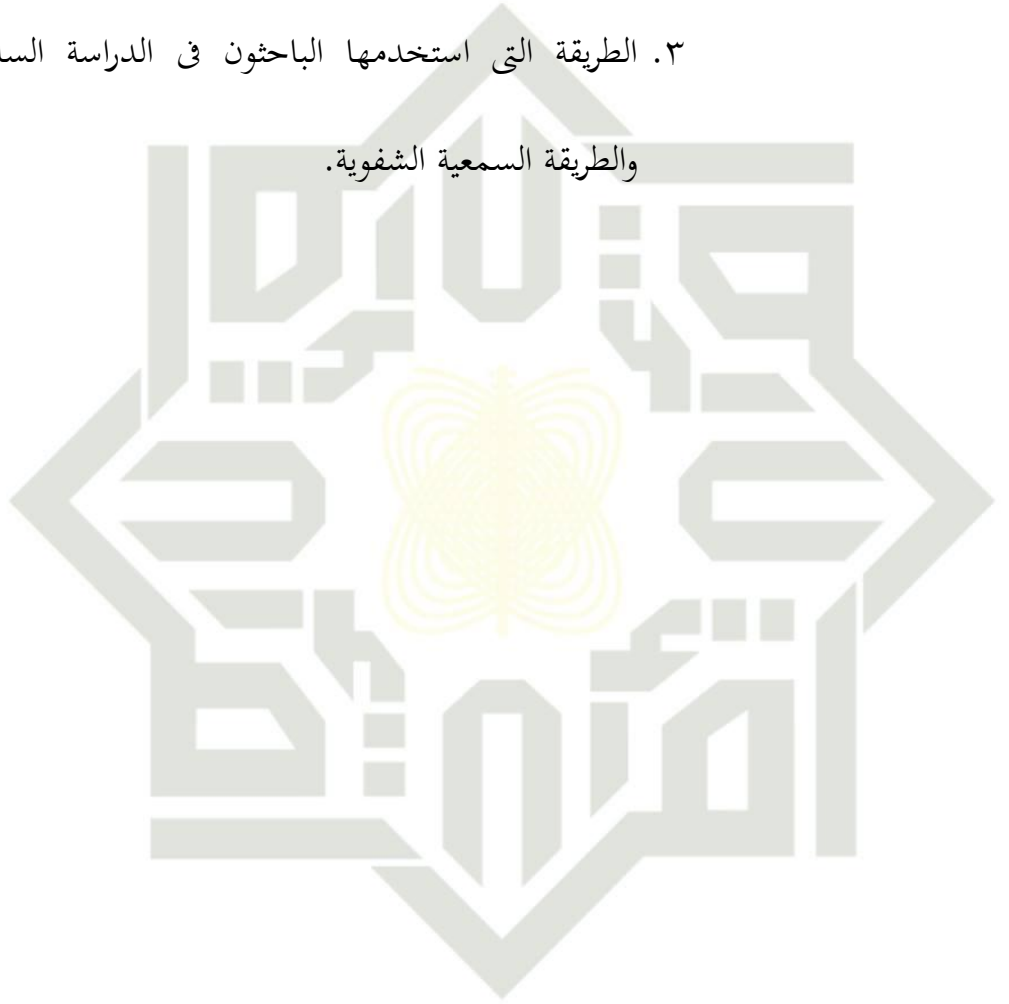 ٣. الطريقة التى استخدمها الباحثون فى الدراسة
والطريقة السمعية الشفوية.